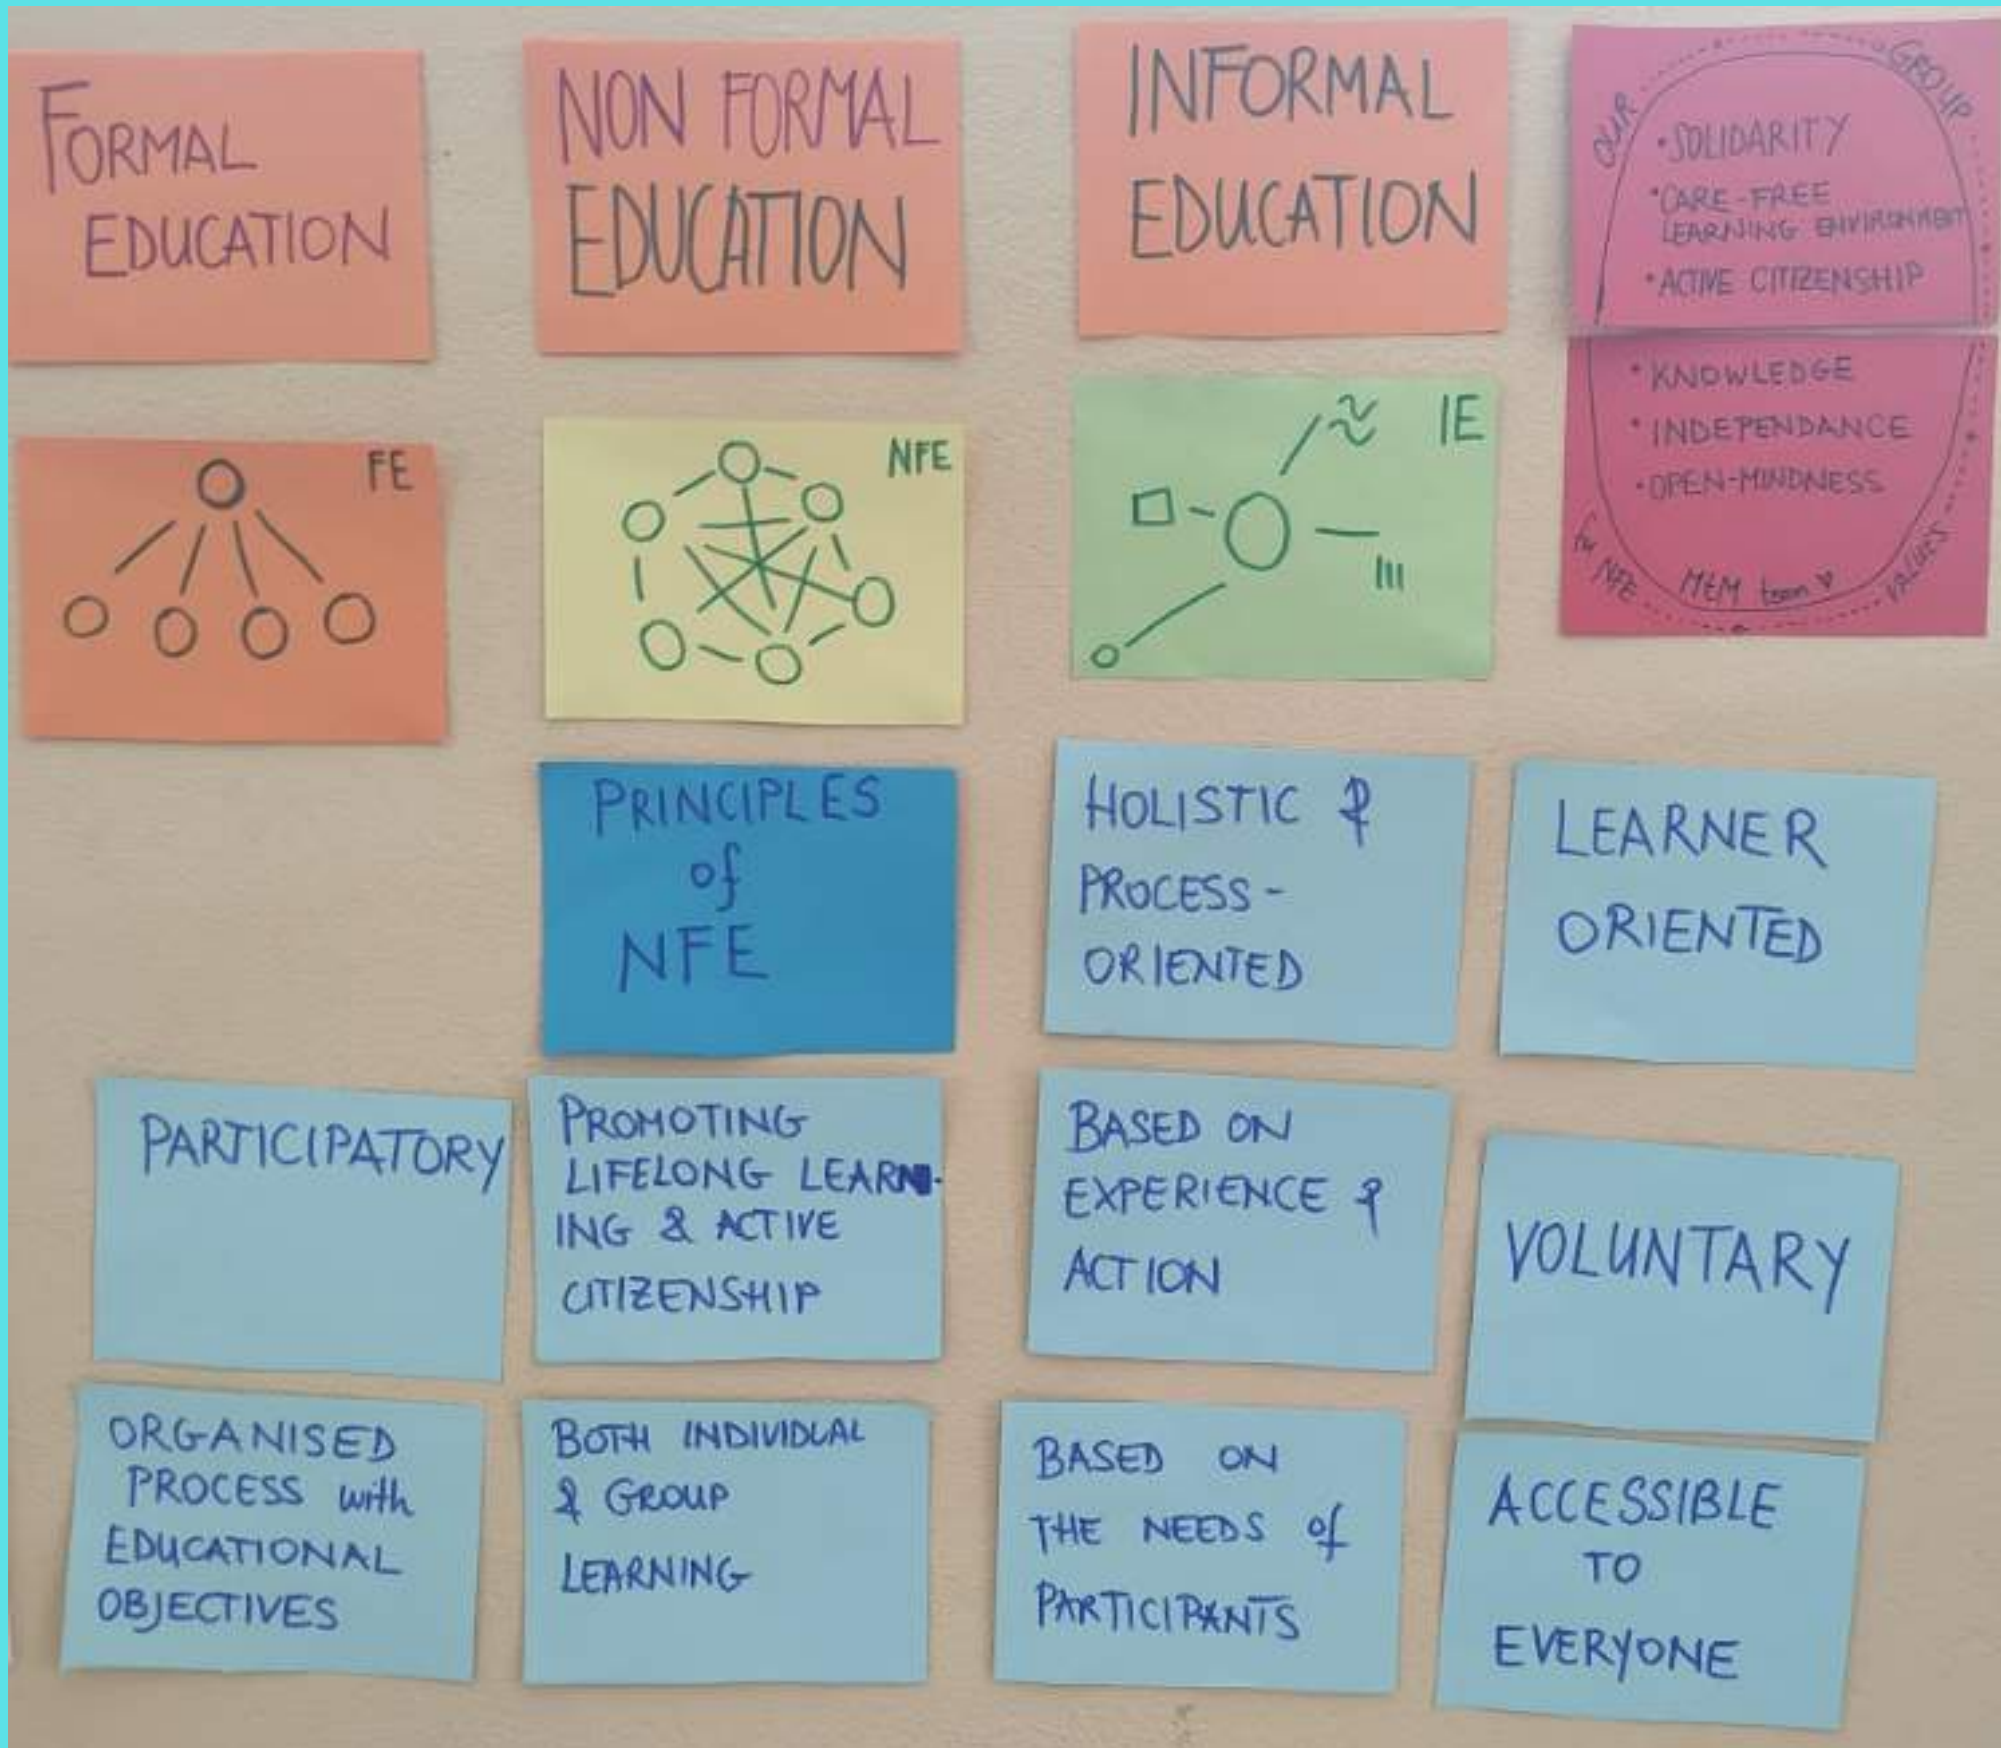 FORMAL
EDUCATION
NON FORMAL
EDUCATION
INFORMAL
EDUCATION
OUR GROUP
• SOLIDARITY
• CARE-FREE
LEARNING ENVIRONMENT
• ACTIVE CITIZENSHIP
• KNOWLEDGE
• INDEPENDANCE
• OPEN-MINDNESS
for NFE
VALUES
team
FE
NFE
IE
PRINCIPLES
of
NFE
HOLISTIC &
PROCESS-
ORIENTED
LEARNER
ORIENTED
PARTICIPATORY
PROMOTING
LIFELONG LEARN-
ING & ACTIVE
CITIZENSHIP
BASED ON
EXPERIENCE &
ACTION
VOLUNTARY
ORGANISED
PROCESS with
EDUCATIONAL
OBJECTIVES
BOTH INDIVIDUAL
& GROUP
LEARNING
BASED ON
THE NEEDS of
PARTICIPANTS
ACCESSIBLE
TO
EVERYONE